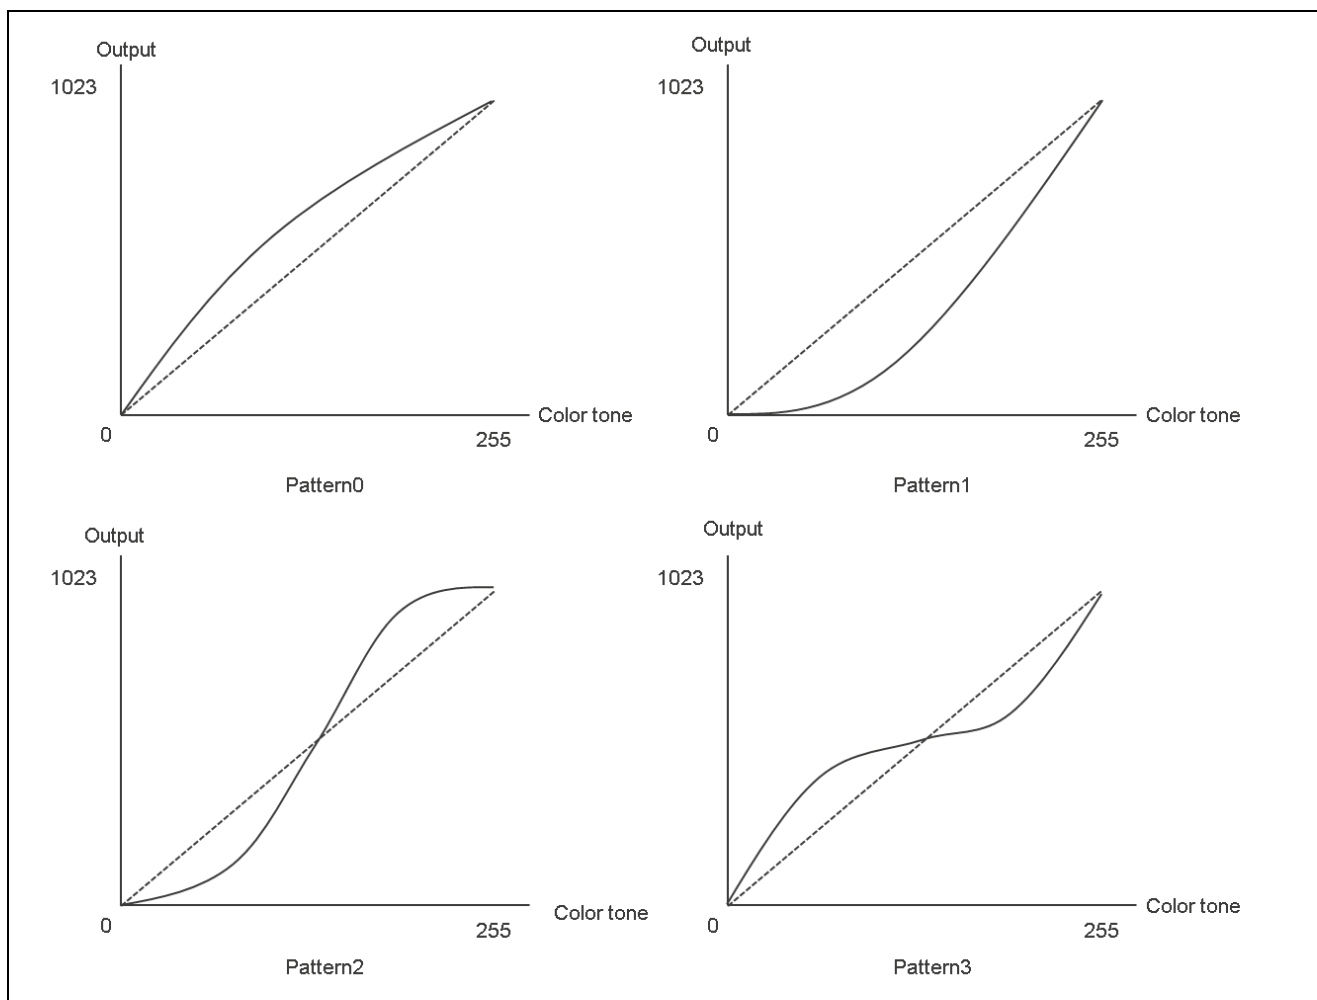 Output
1023
Color tone
0
255
Pattern0
Output
1023
Color tone
0
255
Pattern1
Output
1023
Color tone
0
255
Pattern2
Output
1023
Color tone
0
255
Pattern3